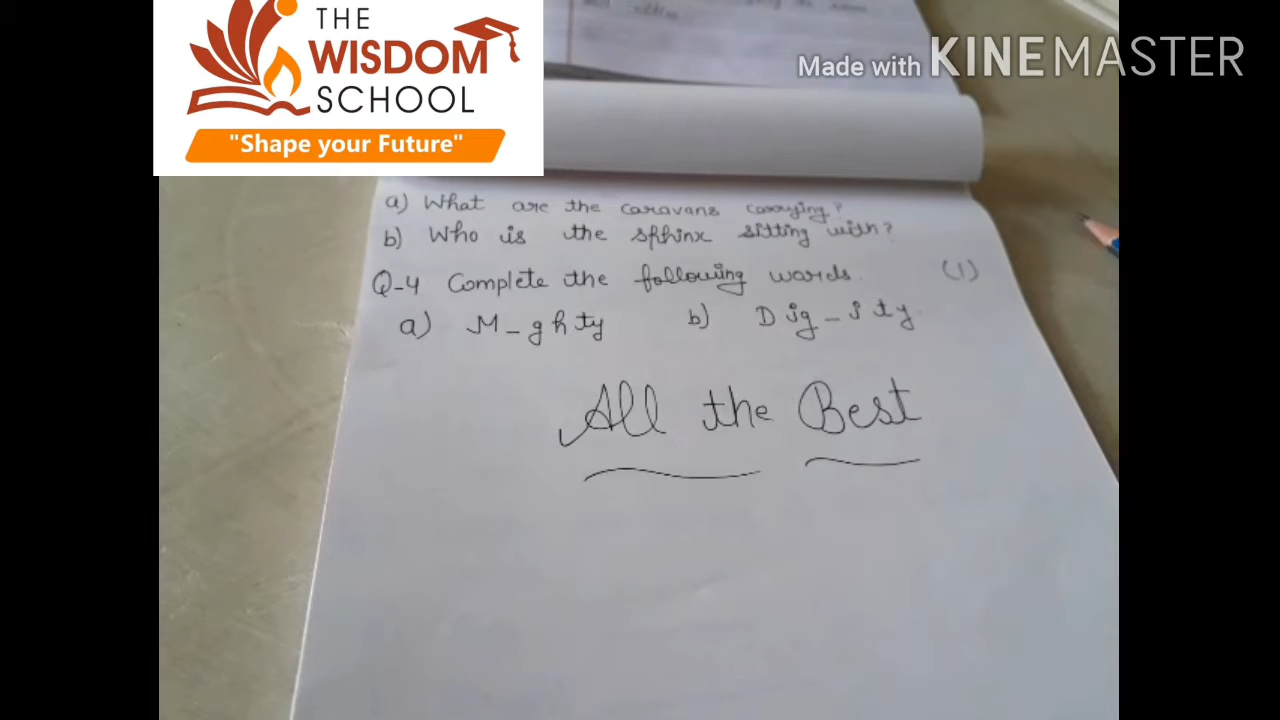 THE
WISDOM
SCHOOL
"Shape your Future"
Made with KINEMASTER
a) What are the caravans carrying?
b) Who is the sphinx sitting with?
Q-4 Complete the following words. (1)
a) M_ghty b) Dig_ity
All the Best